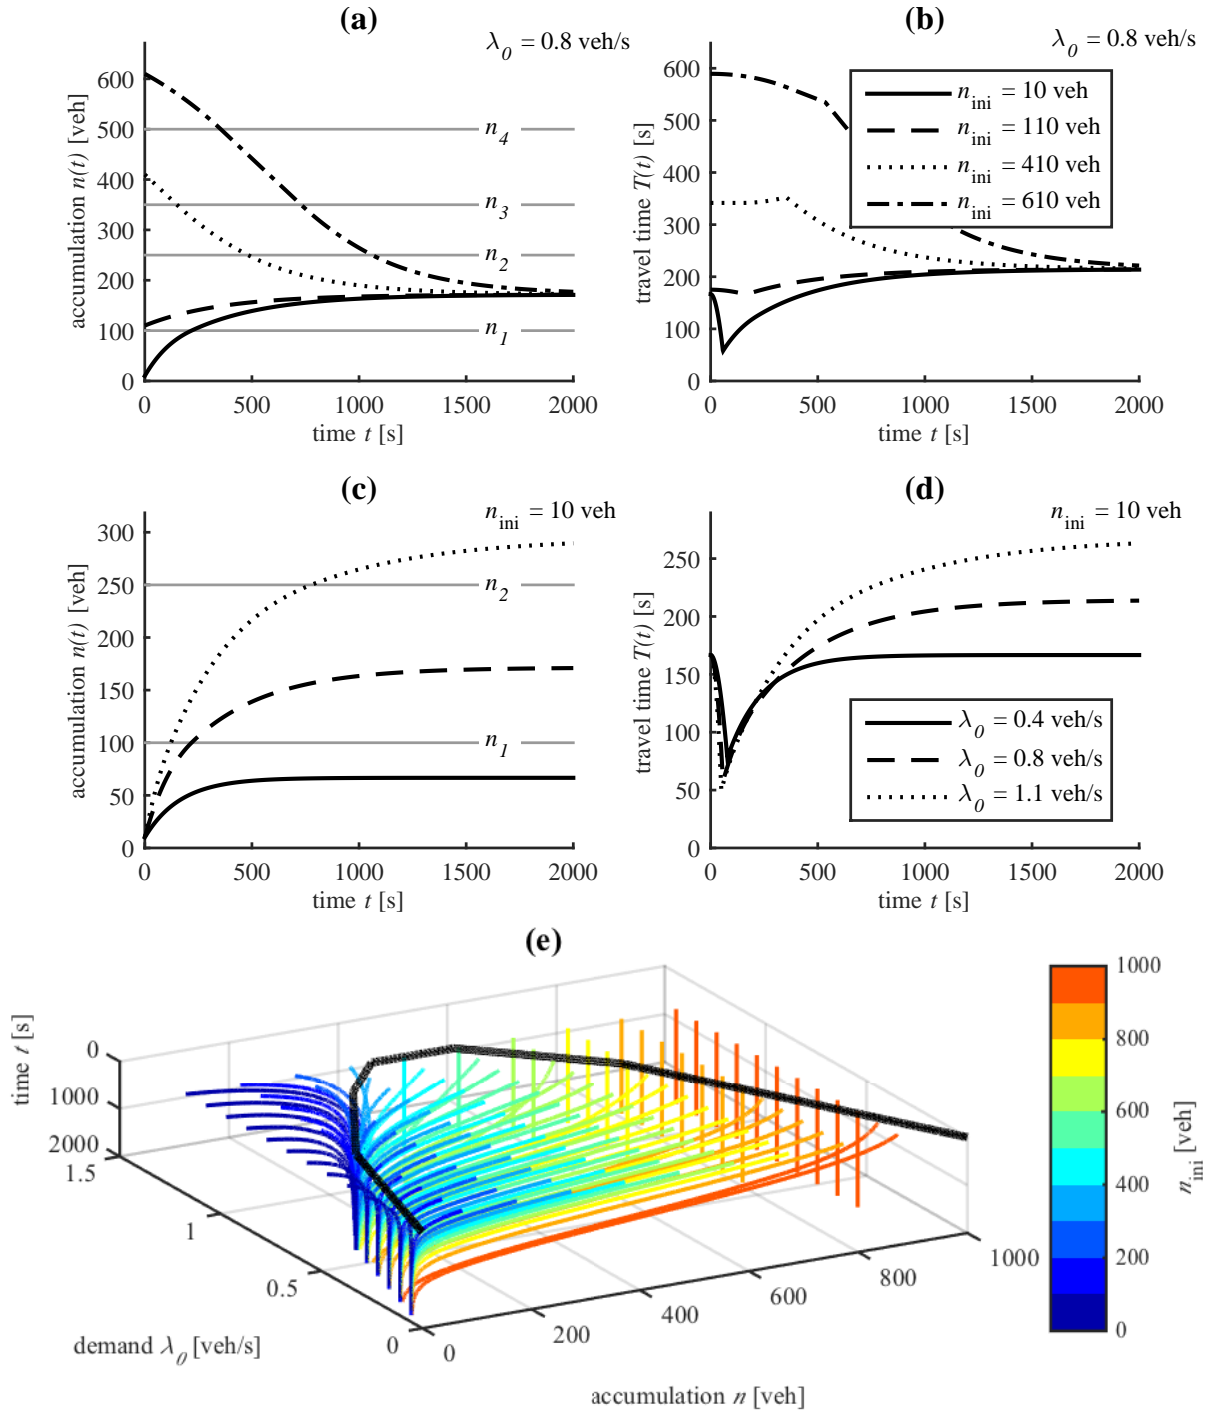 (a)
λ0 = 0.8 veh/s
accumulation n(t) [veh]
600
500
400
300
200
100
0
n4
n3
n2
n1
0 500 1000 1500 2000
time t [s]
(b)
λ0 = 0.8 veh/s
travel time T(t) [s]
600
500
400
300
200
100
0
nini = 10 veh
nini = 110 veh
nini = 410 veh
nini = 610 veh
0 500 1000 1500 2000
time t [s]
(c)
nini = 10 veh
accumulation n(t) [veh]
300
250
200
150
100
50
0
n2
n1
0 500 1000 1500 2000
time t [s]
(d)
nini = 10 veh
travel time T(t) [s]
250
200
150
100
50
0
λ0 = 0.4 veh/s
λ0 = 0.8 veh/s
λ0 = 1.1 veh/s
0 500 1000 1500 2000
time t [s]
(e)
time t [s]
0
1000
2000
1.5
1
0.5
0
demand λ0 [veh/s]
0
200
400
600
800
1000
accumulation n [veh]
1000
800
600
400
200
0
nini [veh]